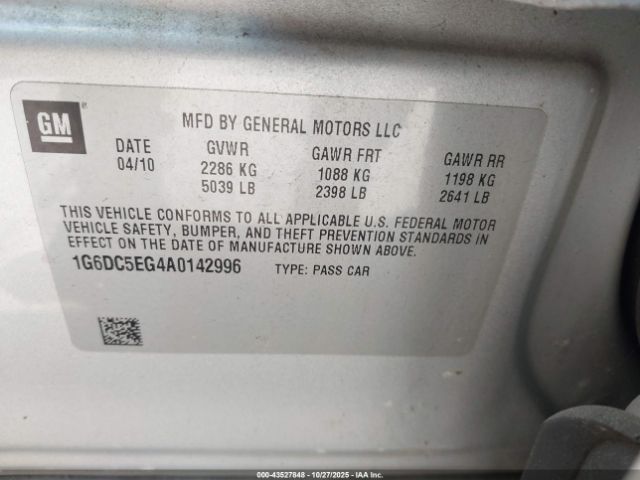 GM
MFD BY GENERAL MOTORS LLC
DATE GVWR GAWR FRT GAWR RR
04/10 2286 KG 1088 KG 1198 KG
5039 LB 2398 LB 2641 LB
THIS VEHICLE CONFORMS TO ALL APPLICABLE U.S. FEDERAL MOTOR
VEHICLE SAFETY, BUMPER, AND THEFT PREVENTION STANDARDS IN
EFFECT ON THE DATE OF MANUFACTURE SHOWN ABOVE.
1G6DC5EG4A0142996 TYPE: PASS CAR
000-43527848 - 10/27/2025 - IAA Inc.